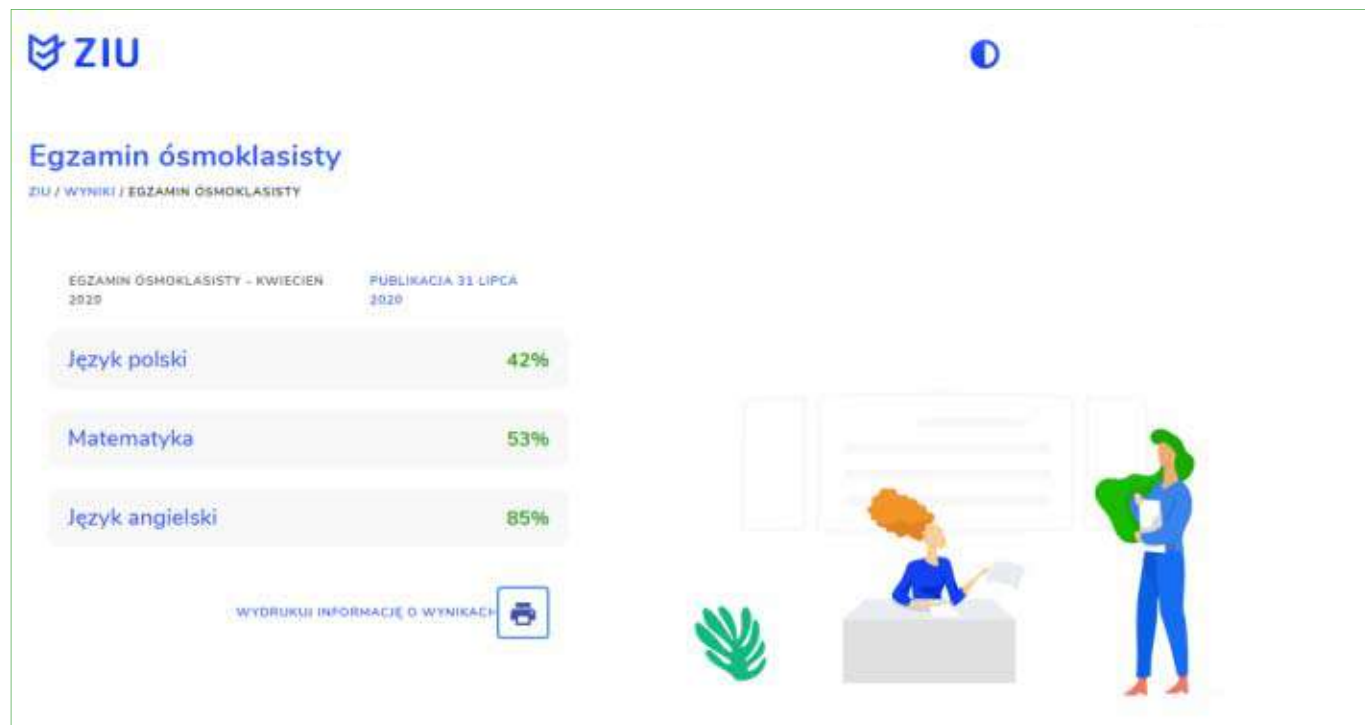 ZIU
Egzamin ósmoklasisty
ZIU / WYNIKI / EGZAMIN ÓSMOKLASISTY
EGZAMIN ÓSMOKLASISTY - KWIECIEŃ
2020
PUBLIKACJA 31 LIPCA
2020
Język polski 42%
Matematyka 53%
Język angielski 85%
WYDRUKUJ INFORMACJĘ O WYNIKACH